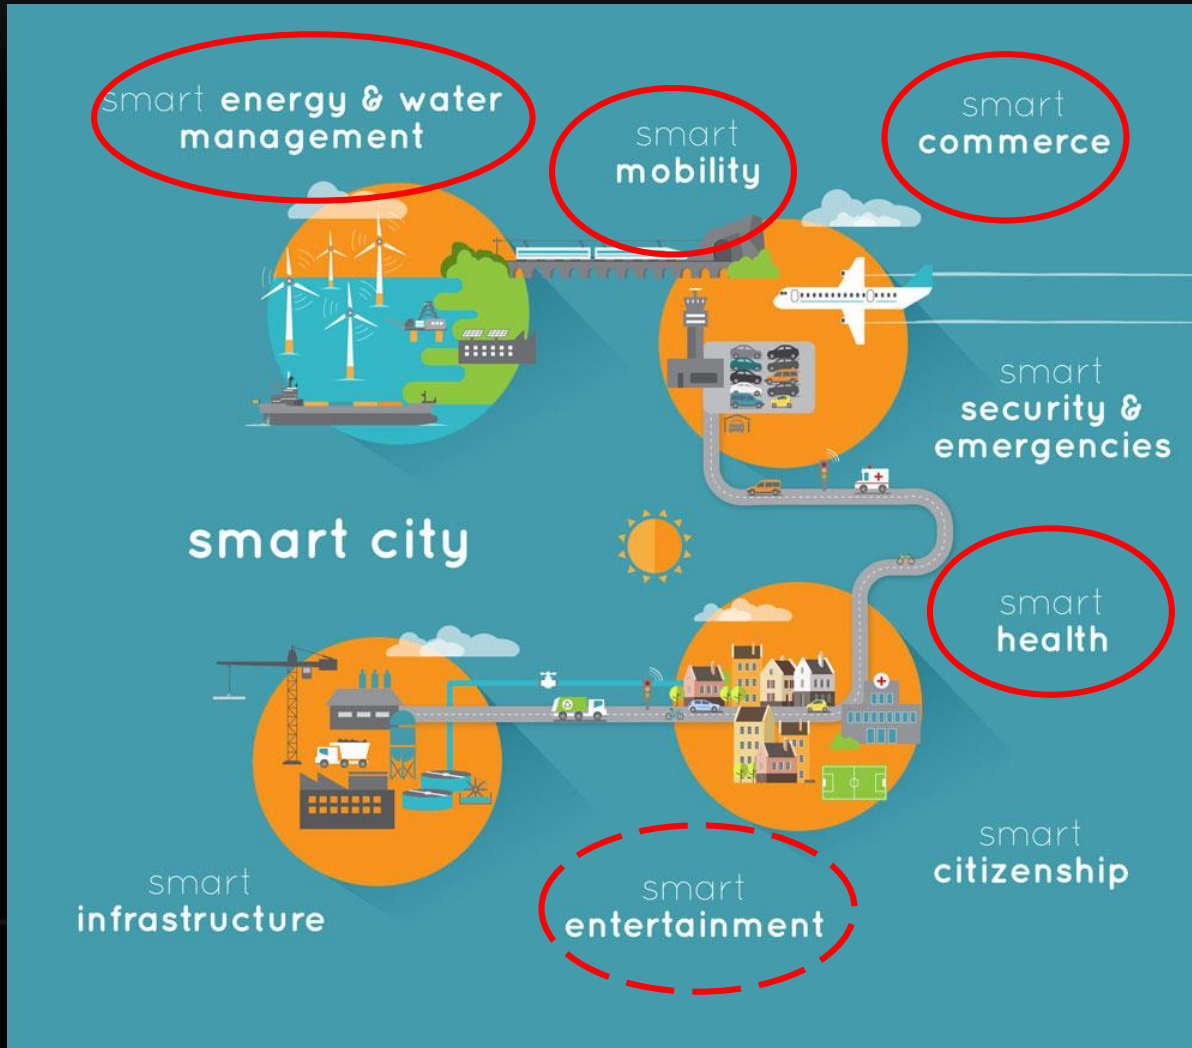 smart energy & water
management
smart
mobility
smart
commerce
smart
security &
emergencies
smart city
smart
health
smart
infrastructure
smart
entertainment
smart
citizenship